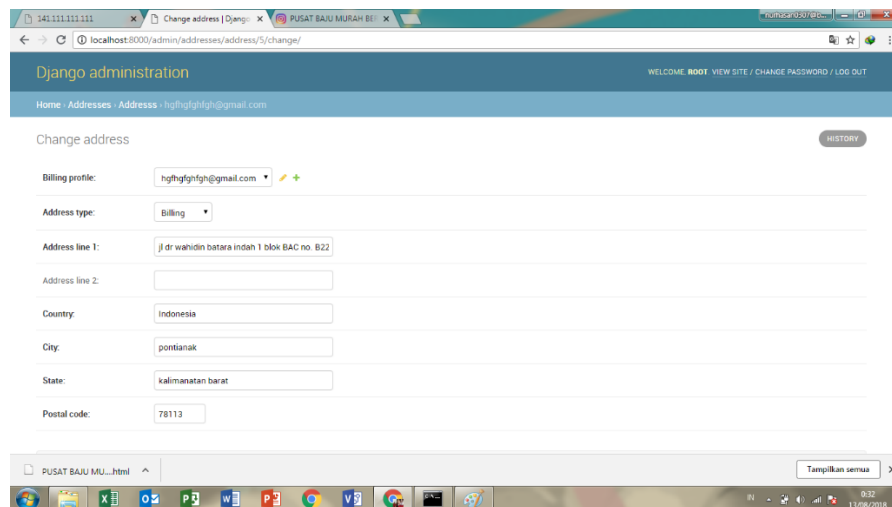 141.111.111.111
Change address | Djang
PUSAT BAJU MURAH BE
localhost:8000/admin/addresses/address/5/change/
Django administration
WELCOME, ROOT. VIEW SITE / CHANGE PASSWORD / LOG OUT
Home › Addresses › Addresss › hgfhgfghfgh@gmail.com
Change address
HISTORY
Billing profile:
hgfhgfghfgh@gmail.com
Address type:
Billing
Address line 1:
jl dr wahidin batara indah 1 blok BAC no. B22
Address line 2:
Country:
Indonesia
City:
pontianak
State:
kalimanatan barat
Postal code:
78113
PUSAT BAJU MU....html
Tampilkan semua
IN
0:32
13/08/2018